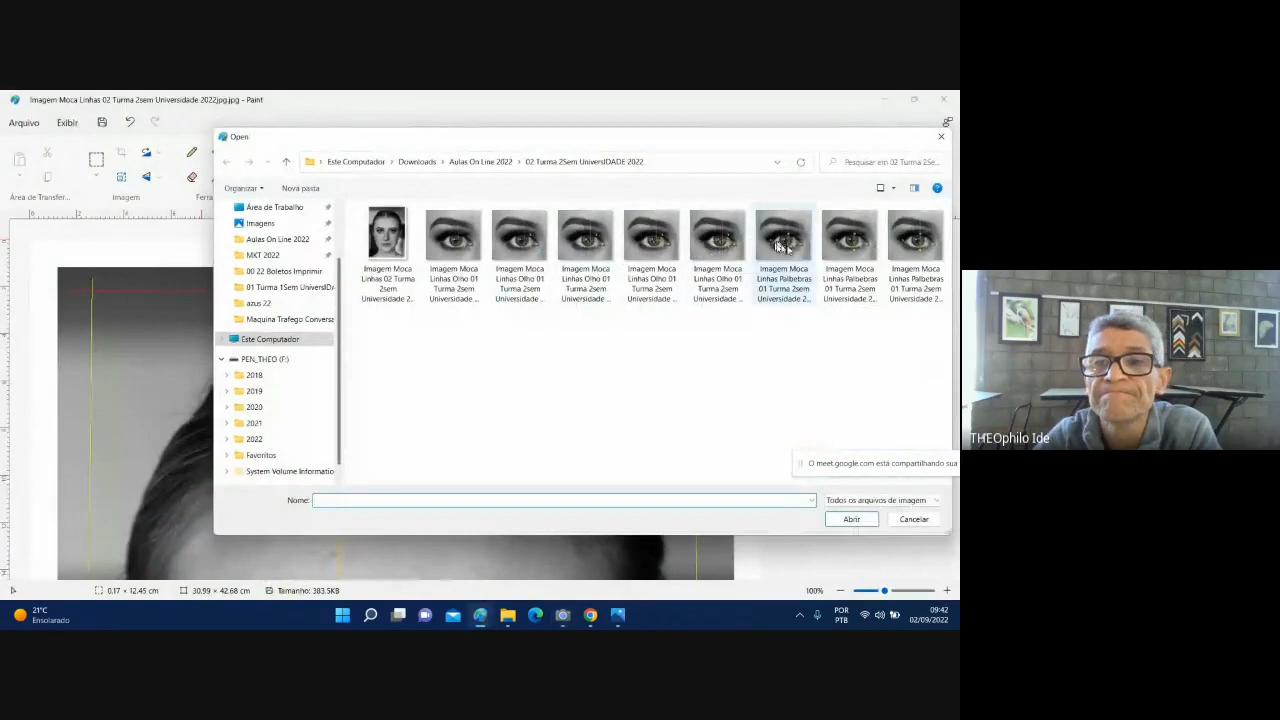 Imagem Moca Linhas 02 Turma 2sem Universidade 2022jpg.jpg - Paint
Arquivo Exibir
Open
Este Computador > Downloads > Aulas On Line 2022 > 02 Turma 2Sem UniversIDADE 2022
Pesquisar em 02 Turma 2Se...
Organizar Nova pasta
Área de Transfer... Imagem Ferra
Área de Trabalho
Imagens
Aulas On Line 2022
MKT 2022
00 22 Boletos Imprimir
01 Turma 1Sem UniversIDA
azus 22
Maquina Trafego Conversa
Este Computador
PEN_THEO (F:)
2018
2019
2020
2021
2022
Favoritos
System Volume Informatio
Imagem Moca
Linhas 02 Turma
2sem
Universidade 2...
Imagem Moca
Linhas Olho 01
Turma 2sem
Universidade ...
Imagem Moca
Linhas Olho 01
Turma 2sem
Universidade ...
Imagem Moca
Linhas Olho 01
Turma 2sem
Universidade ...
Imagem Moca
Linhas Olho 01
Turma 2sem
Universidade ...
Imagem Moca
Linhas Olho 01
Turma 2sem
Universidade ...
Imagem Moca
Linhas Palbebras
01 Turma 2sem
Universidade 2...
Imagem Moca
Linhas Palbebras
01 Turma 2sem
Universidade 2...
Imagem Moca
Linhas Palbebras
01 Turma 2sem
Universidade 2...
O meet.google.com está compartilhando sua
Nome:
Todos os arquivos de imagem
Abrir Cancelar
THEOphilo Ide
0,17 × 12.45 cm 30.99 × 42.68 cm Tamanho: 383.5KB 100%
21°C
Ensolarado
POR
PTB
09:42
02/09/2022